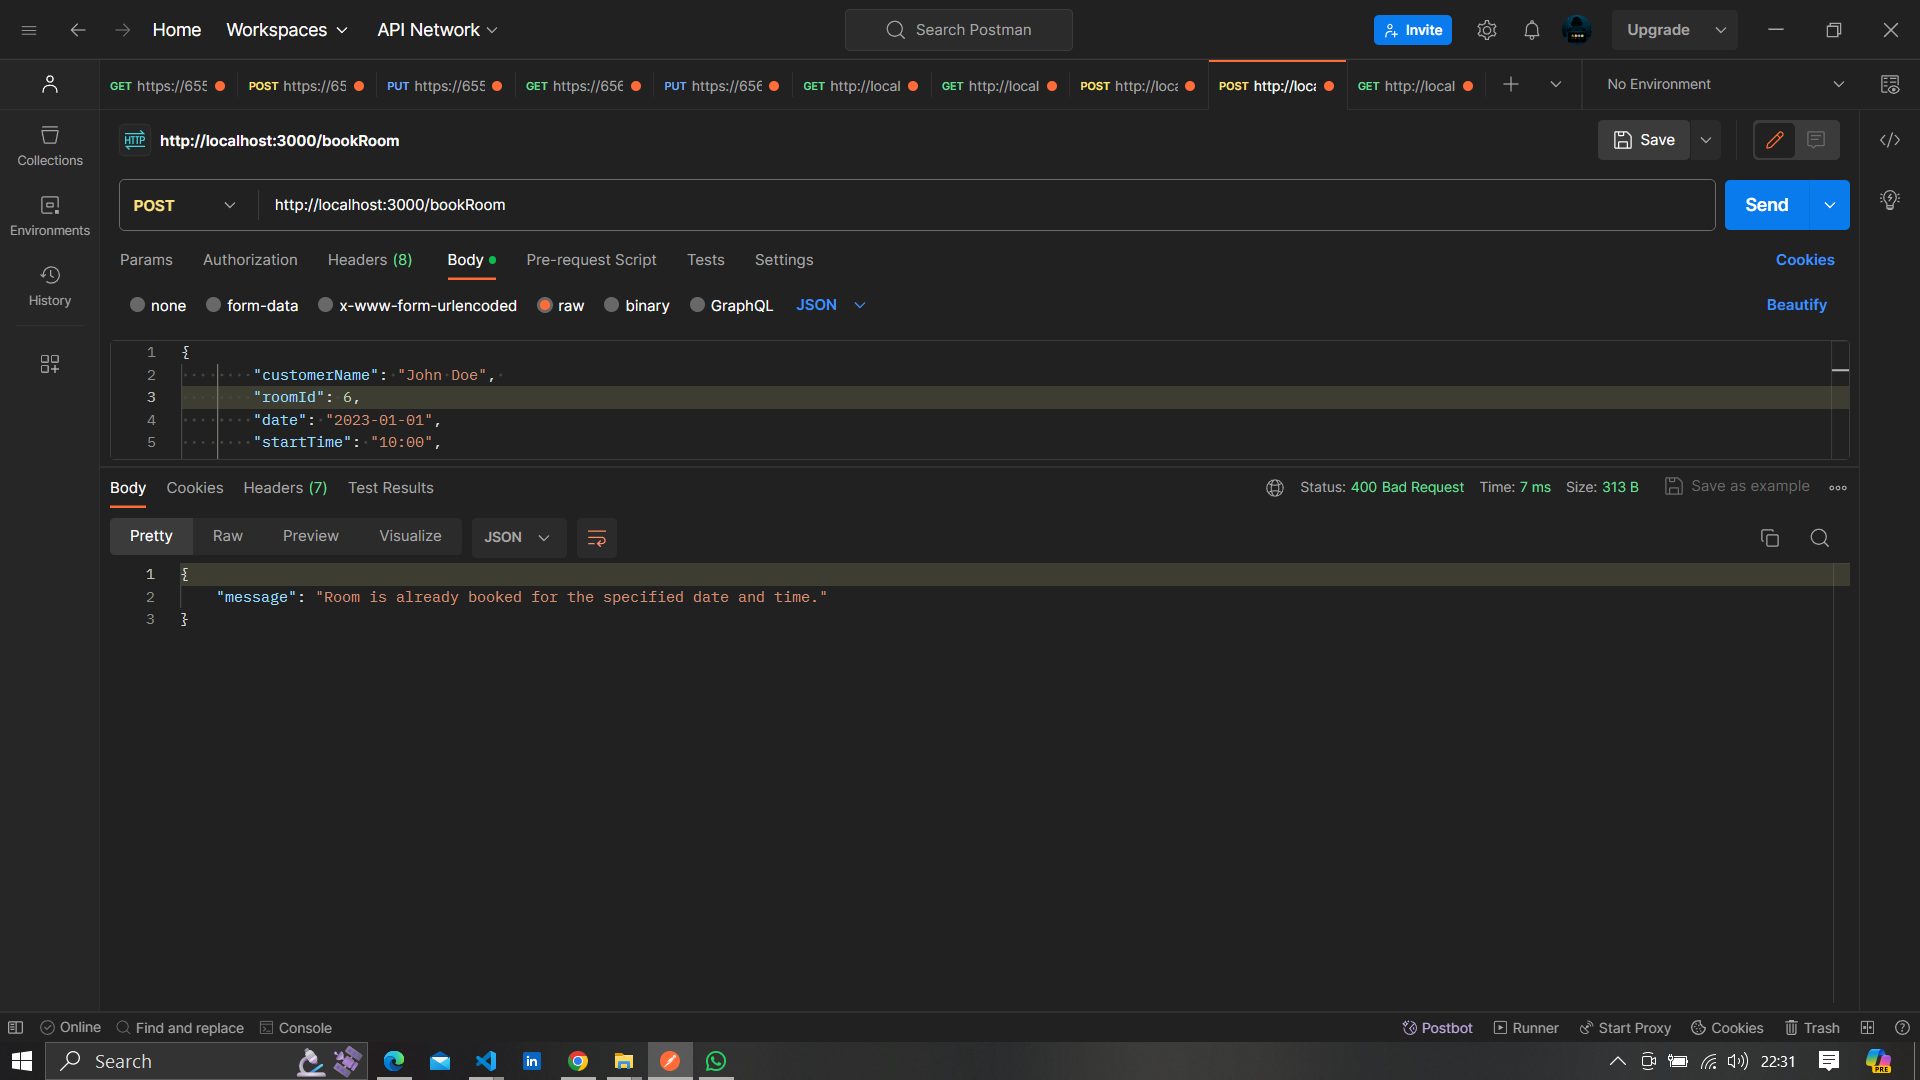 Home Workspaces API Network Search Postman Invite Upgrade
GET https://655 POST https://65 PUT https://655 GET https://656 PUT https://656 GET http://local GET http://local POST http://loca POST http://loca GET http://local No Environment
HTTP http://localhost:3000/bookRoom Save
Collections
POST http://localhost:3000/bookRoom Send
Environments
Params Authorization Headers (8) Body Pre-request Script Tests Settings Cookies
History
none form-data x-www-form-urlencoded raw binary GraphQL JSON Beautify
1 {
2 "customerName": "John Doe",
3 "roomId": 6,
4 "date": "2023-01-01",
5 "startTime": "10:00",
Body Cookies Headers (7) Test Results Status: 400 Bad Request Time: 7 ms Size: 313 B Save as example
Pretty Raw Preview Visualize JSON
1 {
2 "message": "Room is already booked for the specified date and time."
3 }
Online Find and replace Console Postbot Runner Start Proxy Cookies Trash
Search in 22:31 PRE